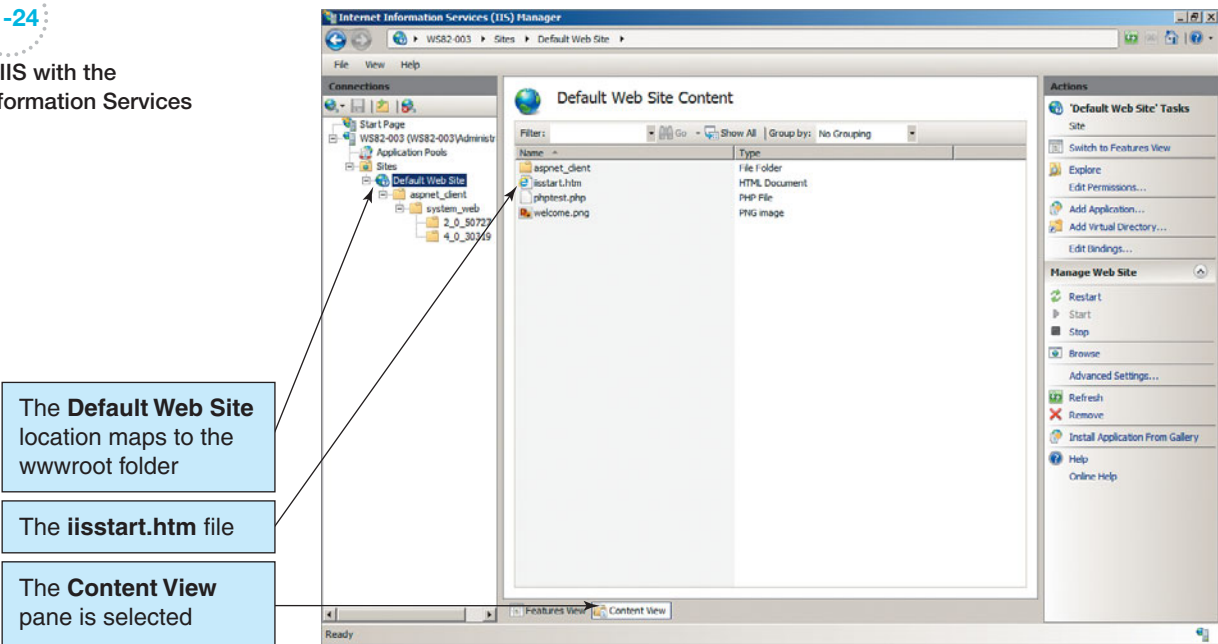 -24
IIS with the
formation Services
The Default Web Site
location maps to the
wwwroot folder
The iisstart.htm file
The Content View
pane is selected
Internet Information Services (IIS) Manager
WS82-003 Sites Default Web Site
File View Help
Connections
Start Page
WS82-003 (WS82-003\Administr
Application Pools
Sites
Default Web Site
aspnet_client
system_web
2_0_50727
4_0_30319
Default Web Site Content
Filter: Go Show All Group by: No Grouping
Name Type
aspnet_client File Folder
iisstart.htm HTML Document
phptest.php PHP File
welcome.png PNG image
Features View Content View
Actions
'Default Web Site' Tasks
Site
Switch to Features View
Explore
Edit Permissions...
Add Application...
Add Virtual Directory...
Edit Bindings...
Manage Web Site
Restart
Start
Stop
Browse
Advanced Settings...
Refresh
Remove
Install Application From Gallery
Help
Online Help
Ready